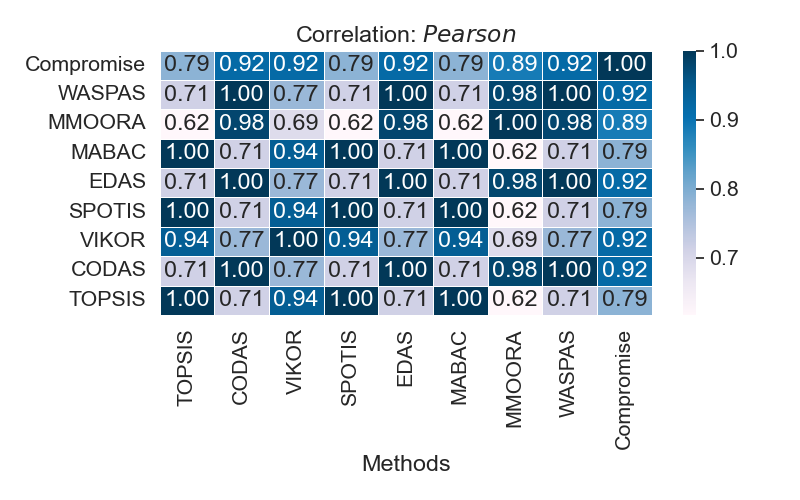 Correlation: Pearson
Compromise 0.79 0.92 0.92 0.79 0.92 0.79 0.89 0.92 1.00
WASPAS 0.71 1.00 0.77 0.71 1.00 0.71 0.98 1.00 0.92
MMOORA 0.62 0.98 0.69 0.62 0.98 0.62 1.00 0.98 0.89
MABAC 1.00 0.71 0.94 1.00 0.71 1.00 0.62 0.71 0.79
EDAS 0.71 1.00 0.77 0.71 1.00 0.71 0.98 1.00 0.92
SPOTIS 1.00 0.71 0.94 1.00 0.71 1.00 0.62 0.71 0.79
VIKOR 0.94 0.77 1.00 0.94 0.77 0.94 0.69 0.77 0.92
CODAS 0.71 1.00 0.77 0.71 1.00 0.71 0.98 1.00 0.92
TOPSIS 1.00 0.71 0.94 1.00 0.71 1.00 0.62 0.71 0.79
TOPSIS CODAS VIKOR SPOTIS EDAS MABAC MMOORA WASPAS Compromise
Methods
1.0
0.9
0.8
0.7